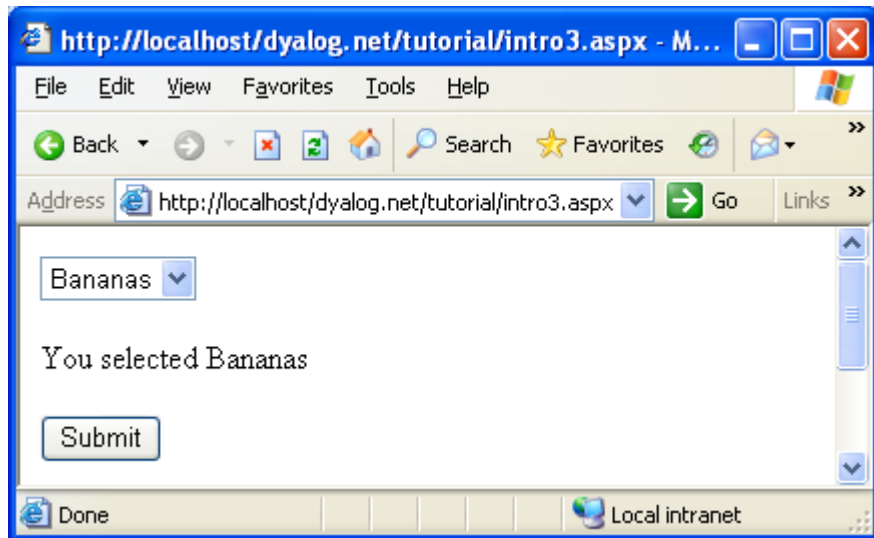 http://localhost/dyalog.net/tutorial/intro3.aspx - M...
File Edit View Favorites Tools Help
Back Search Favorites »
Address http://localhost/dyalog.net/tutorial/intro3.aspx Go Links »
Bananas
You selected Bananas
Submit
Done Local intranet